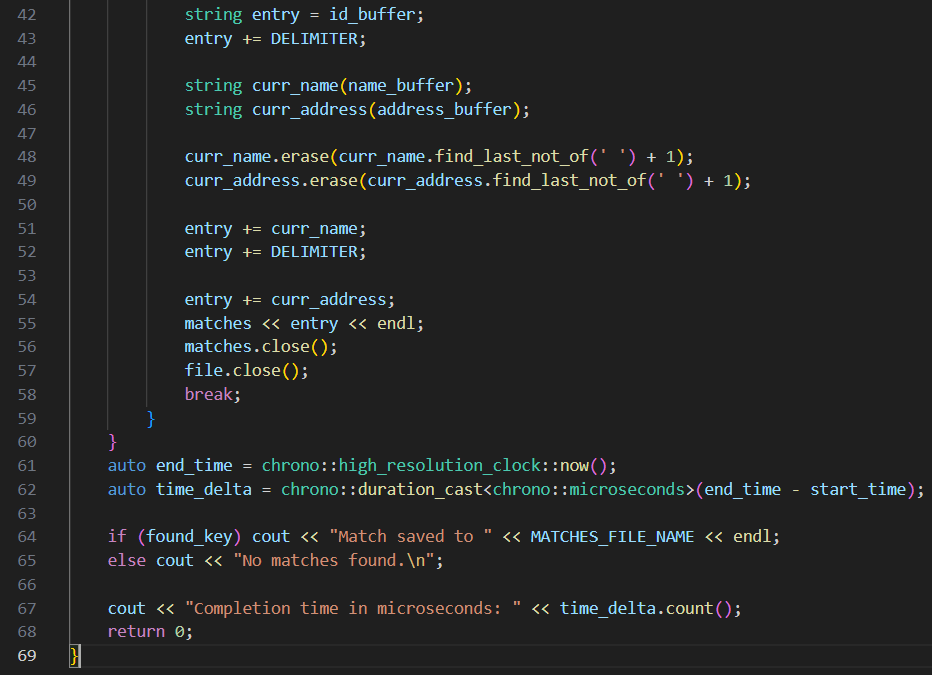 42 string entry = id_buffer;
43 entry += DELIMITER;
44
45 string curr_name(name_buffer);
46 string curr_address(address_buffer);
47
48 curr_name.erase(curr_name.find_last_not_of(' ') + 1);
49 curr_address.erase(curr_address.find_last_not_of(' ') + 1);
50
51 entry += curr_name;
52 entry += DELIMITER;
53
54 entry += curr_address;
55 matches << entry << endl;
56 matches.close();
57 file.close();
58 break;
59 }
60 }
61 auto end_time = chrono::high_resolution_clock::now();
62 auto time_delta = chrono::duration_cast<chrono::microseconds>(end_time - start_time);
63
64 if (found_key) cout << "Match saved to " << MATCHES_FILE_NAME << endl;
65 else cout << "No matches found.\n";
66
67 cout << "Completion time in microseconds: " << time_delta.count();
68 return 0;
69 }